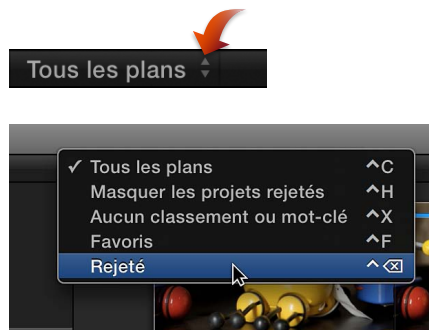 Tous les plans
✓ Tous les plans ^C
Masquer les projets rejetés ^H
Aucun classement ou mot-clé ^X
Favoris ^F
Rejeté ^⌫